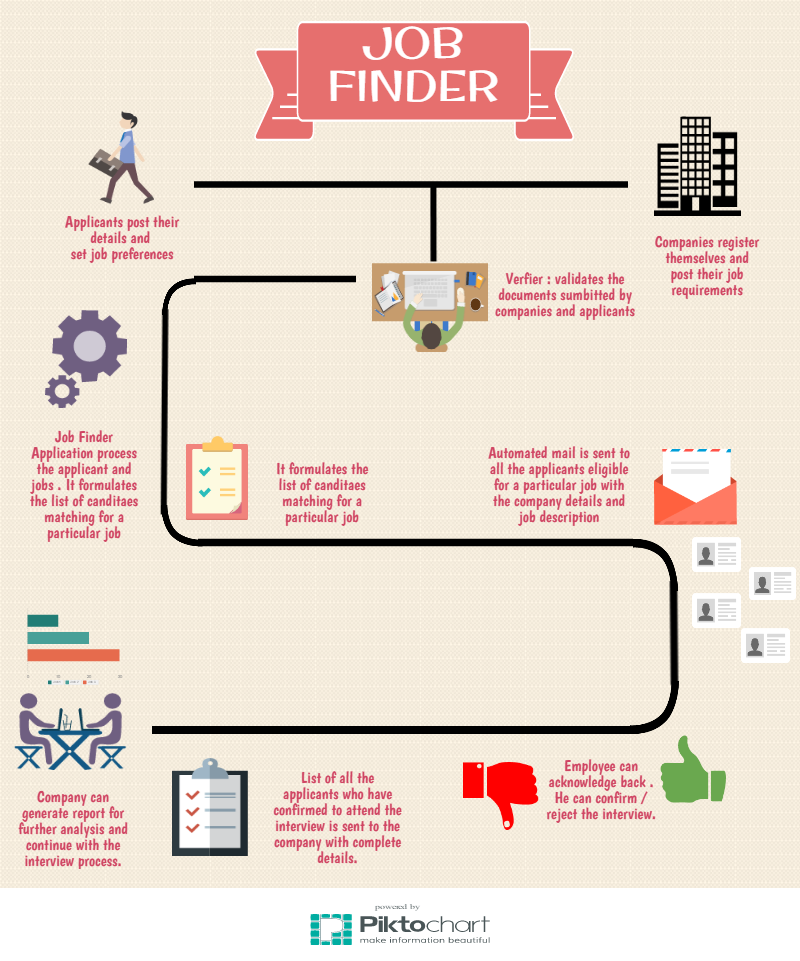 JOB
FINDER
Applicants post their
details and
set job preferences
Companies register
themselves and
post their job
requirements
Verfier : validates the
documents sumbitted by
companies and applicants
Job Finder
Application process
the applicant and
jobs . It formulates
the list of canditaes
matching for a
particular job
It formulates the
list of canditaes
matching for a
particular job
Automated mail is sent to
all the applicants eligible
for a particular job with
the company details and
job description
Employee can
acknowledge back .
He can confirm /
reject the interview.
List of all the
applicants who have
confirmed to attend the
interview is sent to the
company with complete
details.
Company can
generate report for
further analysis and
continue with the
interview process.
powered by
Piktochart
make information beautiful